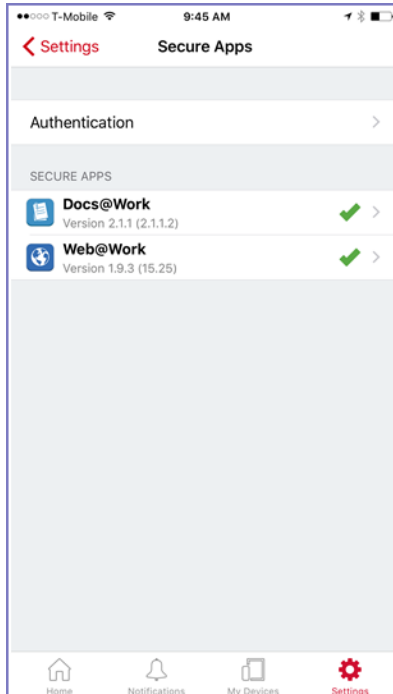 T-Mobile 9:45 AM
Settings Secure Apps
Authentication
SECURE APPS
Docs@Work
Version 2.1.1 (2.1.1.2)
Web@Work
Version 1.9.3 (15.25)
Home Notifications My Devices Settings